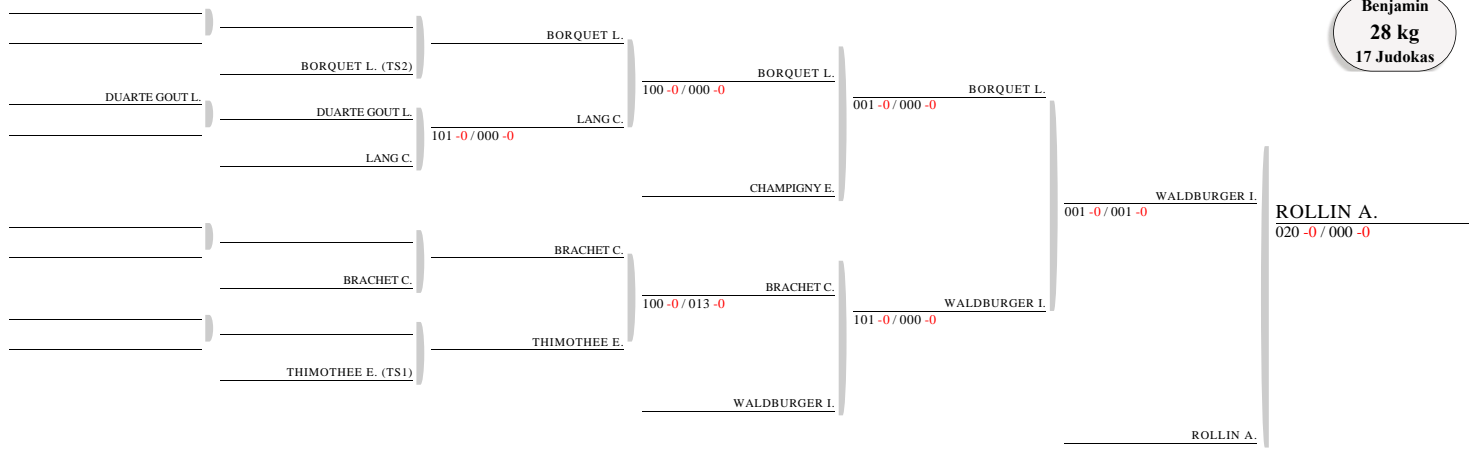 Benjamin
28 kg
17 Judokas
BORQUET L.
BORQUET L. (TS2)
BORQUET L.
100 -0 / 000 -0
BORQUET L.
001 -0 / 000 -0
DUARTE GOUT L.
DUARTE GOUT L.
LANG C.
101 -0 / 000 -0
LANG C.
CHAMPIGNY E.
WALDBURGER I.
001 -0 / 001 -0
ROLLIN A.
020 -0 / 000 -0
BRACHET C.
BRACHET C.
BRACHET C.
100 -0 / 013 -0
WALDBURGER I.
101 -0 / 000 -0
THIMOTHEE E.
THIMOTHEE E. (TS1)
WALDBURGER I.
ROLLIN A.